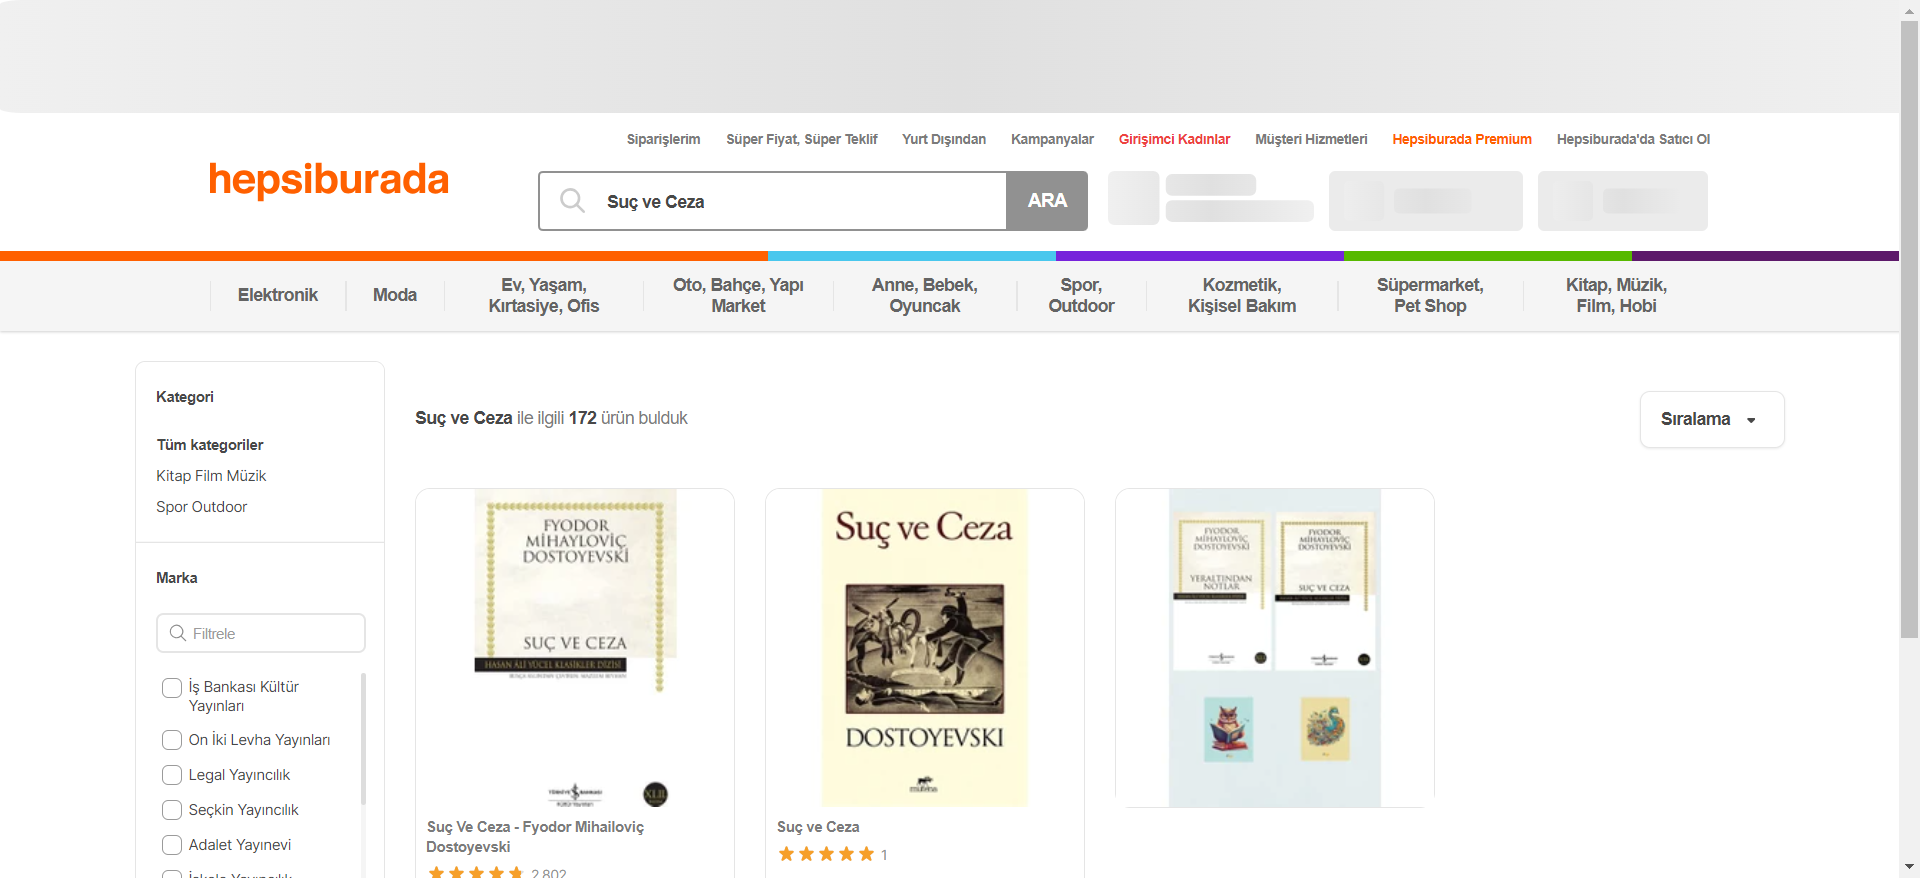 Siparişlerim Süper Fiyat, Süper Teklif Yurt Dışından Kampanyalar Girişimci Kadınlar Müşteri Hizmetleri Hepsiburada Premium Hepsiburada'da Satıcı Ol
hepsiburada
Suç ve Ceza
ARA
Elektronik
Moda
Ev, Yaşam,
Kırtasiye, Ofis
Oto, Bahçe, Yapı
Market
Anne, Bebek,
Oyuncak
Spor,
Outdoor
Kozmetik,
Kişisel Bakım
Süpermarket,
Pet Shop
Kitap, Müzik,
Film, Hobi
Kategori
Tüm kategoriler
Kitap Film Müzik
Spor Outdoor
Marka
Filtrele
İş Bankası Kültür
Yayınları
On İki Levha Yayınları
Legal Yayıncılık
Seçkin Yayıncılık
Adalet Yayınevi
Suç ve Ceza ile ilgili 172 ürün bulduk
Sıralama
FYODOR
MİHAYLOVİÇ
DOSTOYEVSKİ
SUÇ VE CEZA
HASAN ÂLİ YÜCEL KLASİKLER DİZİSİ
Suç Ve Ceza - Fyodor Mihailoviç
Dostoyevski
2.802
Suç ve Ceza
DOSTOYEVSKI
Suç ve Ceza
1
FYODOR
MİHAYLOVİÇ
DOSTOYEVSKİ
YERALTINDAN
NOTLAR
FYODOR
MİHAYLOVİÇ
DOSTOYEVSKİ
SUÇ VE CEZA